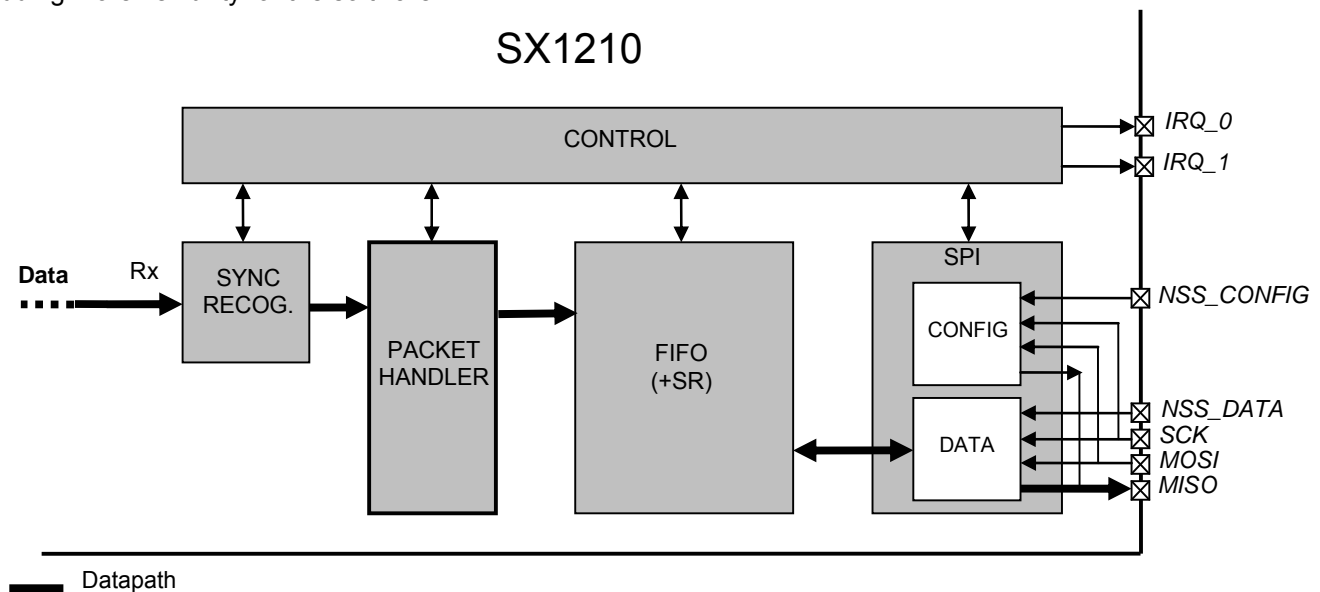 SX1210
CONTROL
IRQ_0
IRQ_1
Data
Rx
SYNC
RECOG.
PACKET
HANDLER
FIFO
(+SR)
SPI
CONFIG
DATA
NSS_CONFIG
NSS_DATA
SCK
MOSI
MISO
Datapath